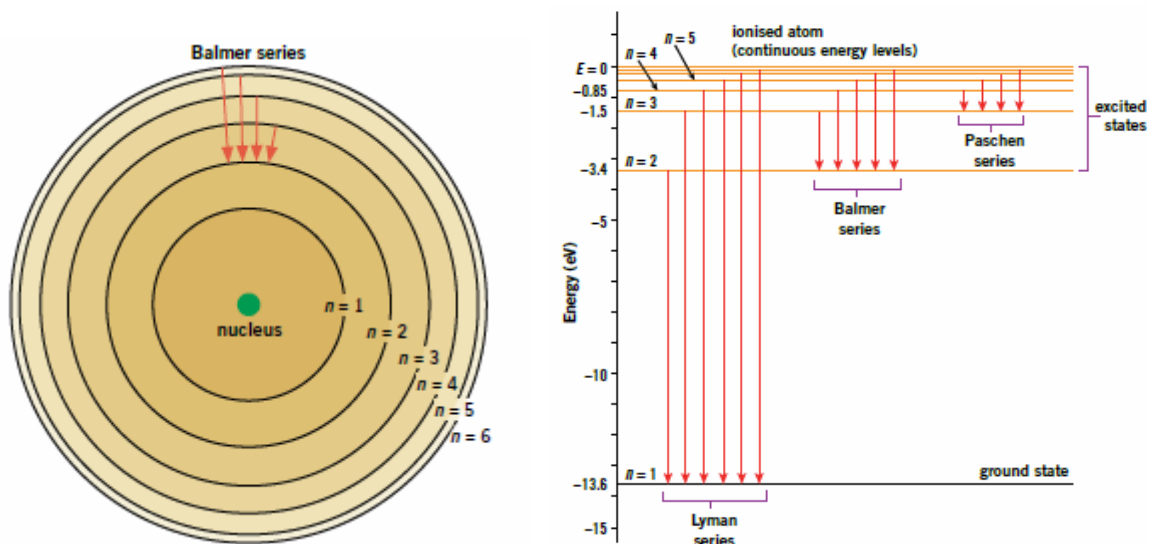 Balmer series
nucleus
n = 1
n = 2
n = 3
n = 4
n = 5
n = 6
ionised atom
(continuous energy levels)
n = 5
n = 4
E = 0
−0.85
n = 3
−1.5
excited
states
Paschen
series
n = 2
−3.4
Balmer
series
−5
Energy (eV)
−10
n = 1
ground state
−13.6
Lyman
series
−15